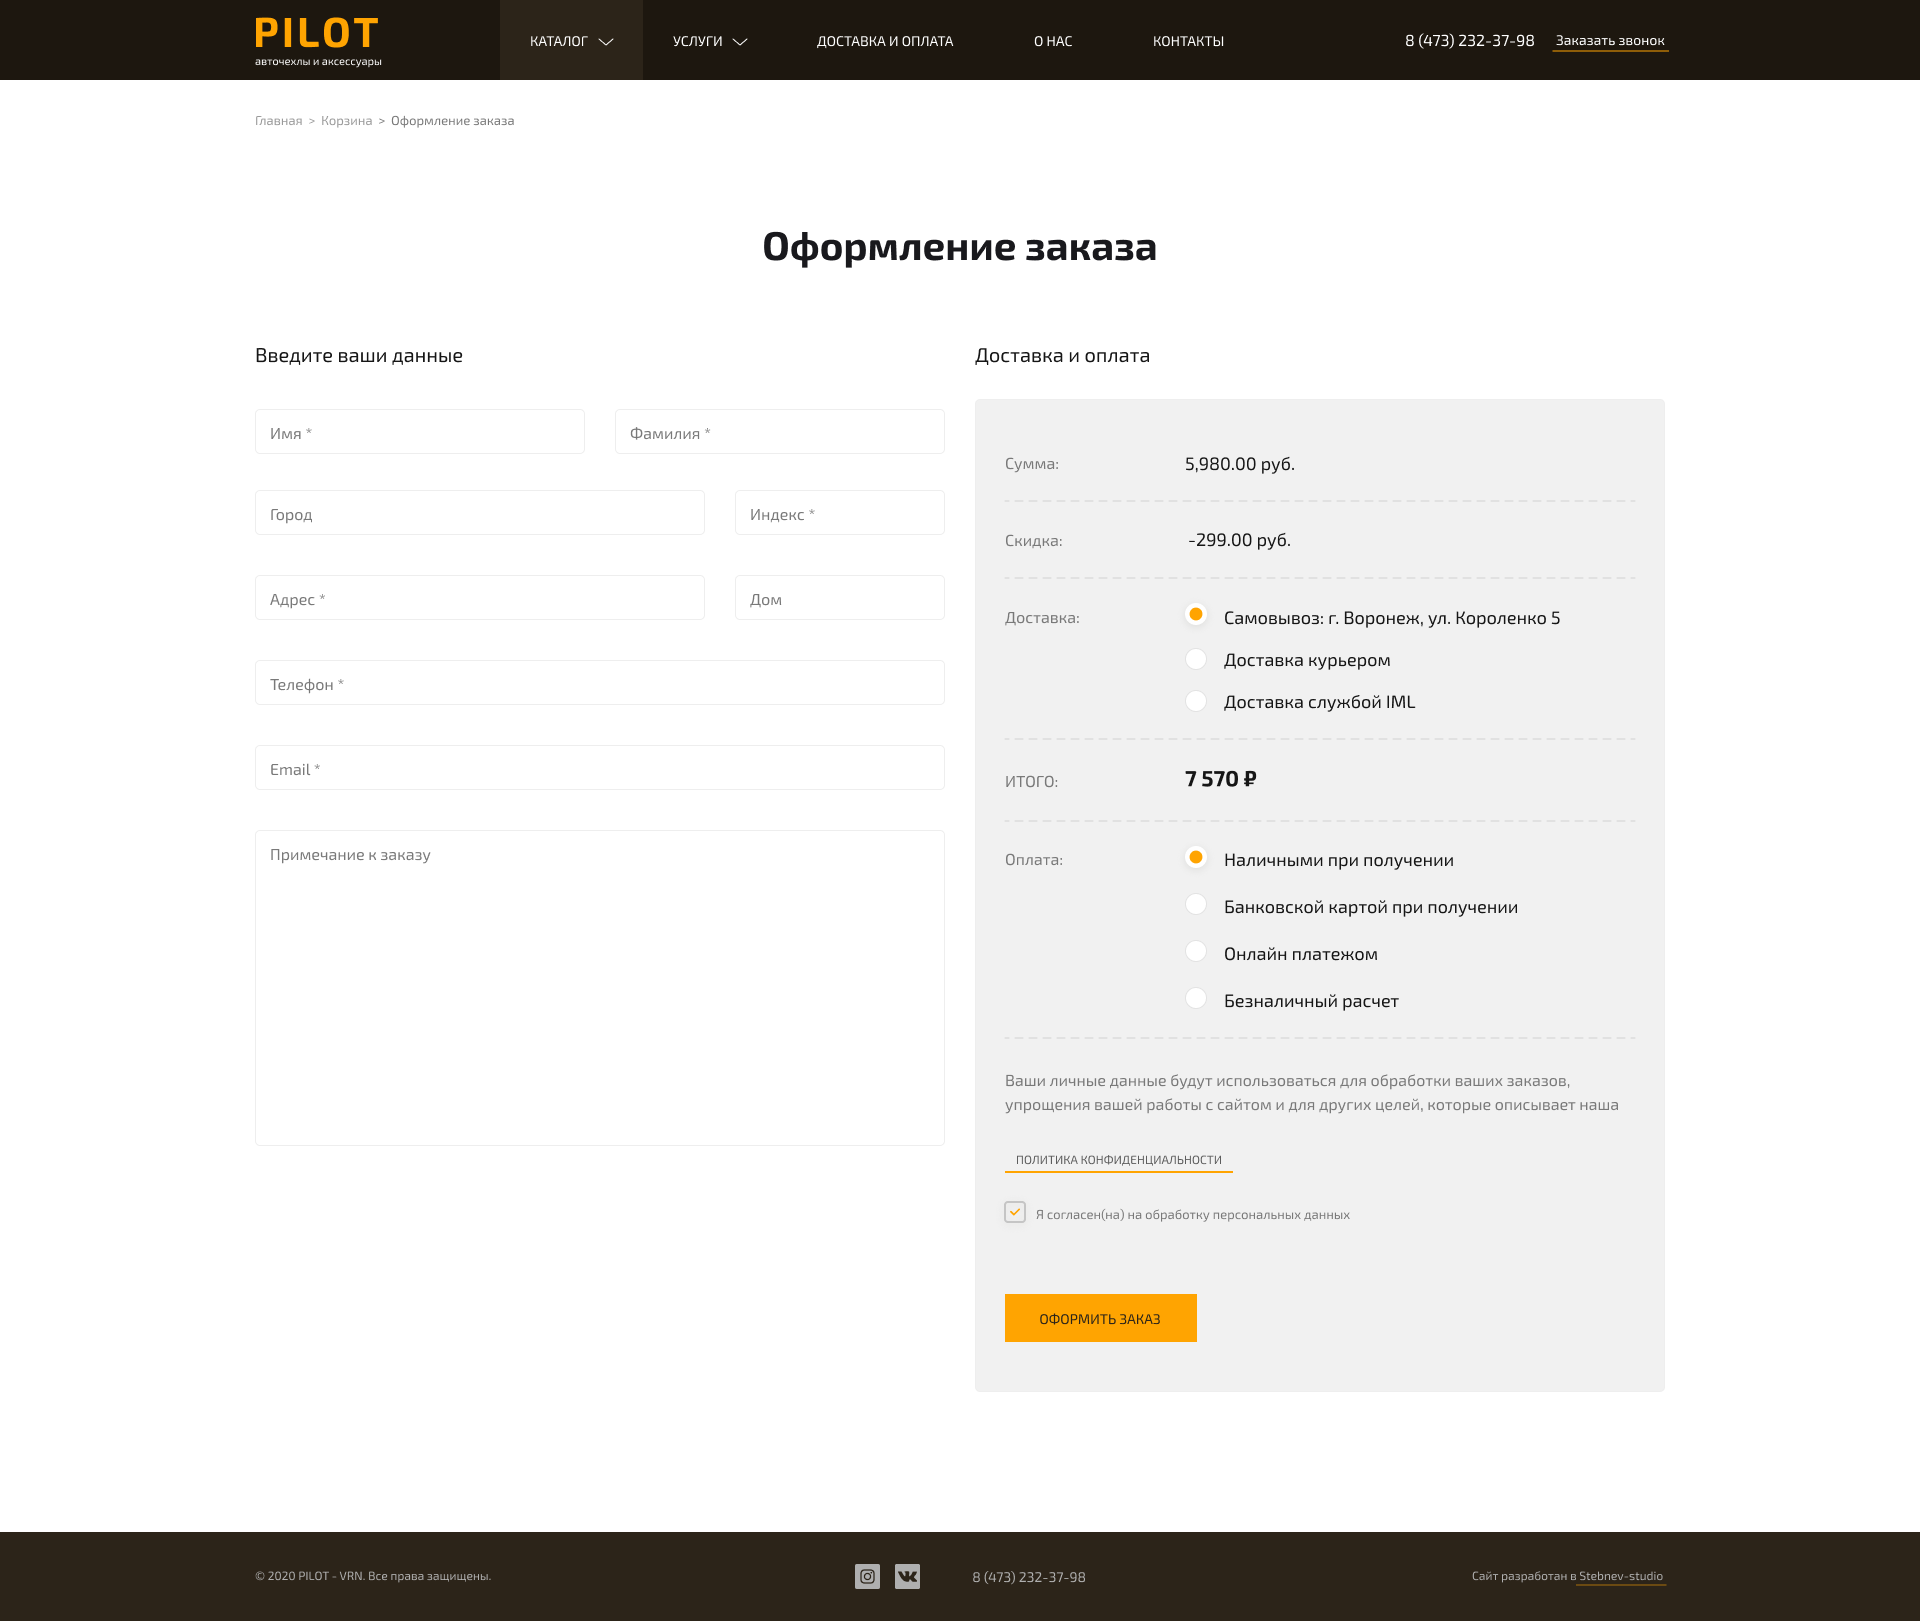 PILOT
авточехлы и аксессуары
КАТАЛОГ
УСЛУГИ
ДОСТАВКА И ОПЛАТА
О НАС
КОНТАКТЫ
8 (473) 232-37-98
Заказать звонок
Главная > Корзина > Оформление заказа
Оформление заказа
Введите ваши данные
Имя *
Фамилия *
Город
Индекс *
Адрес *
Дом
Телефон *
Email *
Примечание к заказу
Доставка и оплата
Сумма: 5,980.00 руб.
Скидка: -299.00 руб.
Доставка: Самовывоз: г. Воронеж, ул. Короленко 5
Доставка курьером
Доставка службой IML
ИТОГО: 7 570 ₽
Оплата: Наличными при получении
Банковской картой при получении
Онлайн платежом
Безналичный расчет
Ваши личные данные будут использоваться для обработки ваших заказов,
упрощения вашей работы с сайтом и для других целей, которые описывает наша
ПОЛИТИКА КОНФИДЕНЦИАЛЬНОСТИ
Я согласен(на) на обработку персональных данных
ОФОРМИТЬ ЗАКАЗ
© 2020 PILOT - VRN. Все права защищены.
8 (473) 232-37-98
Сайт разработан в Stebnev-studio